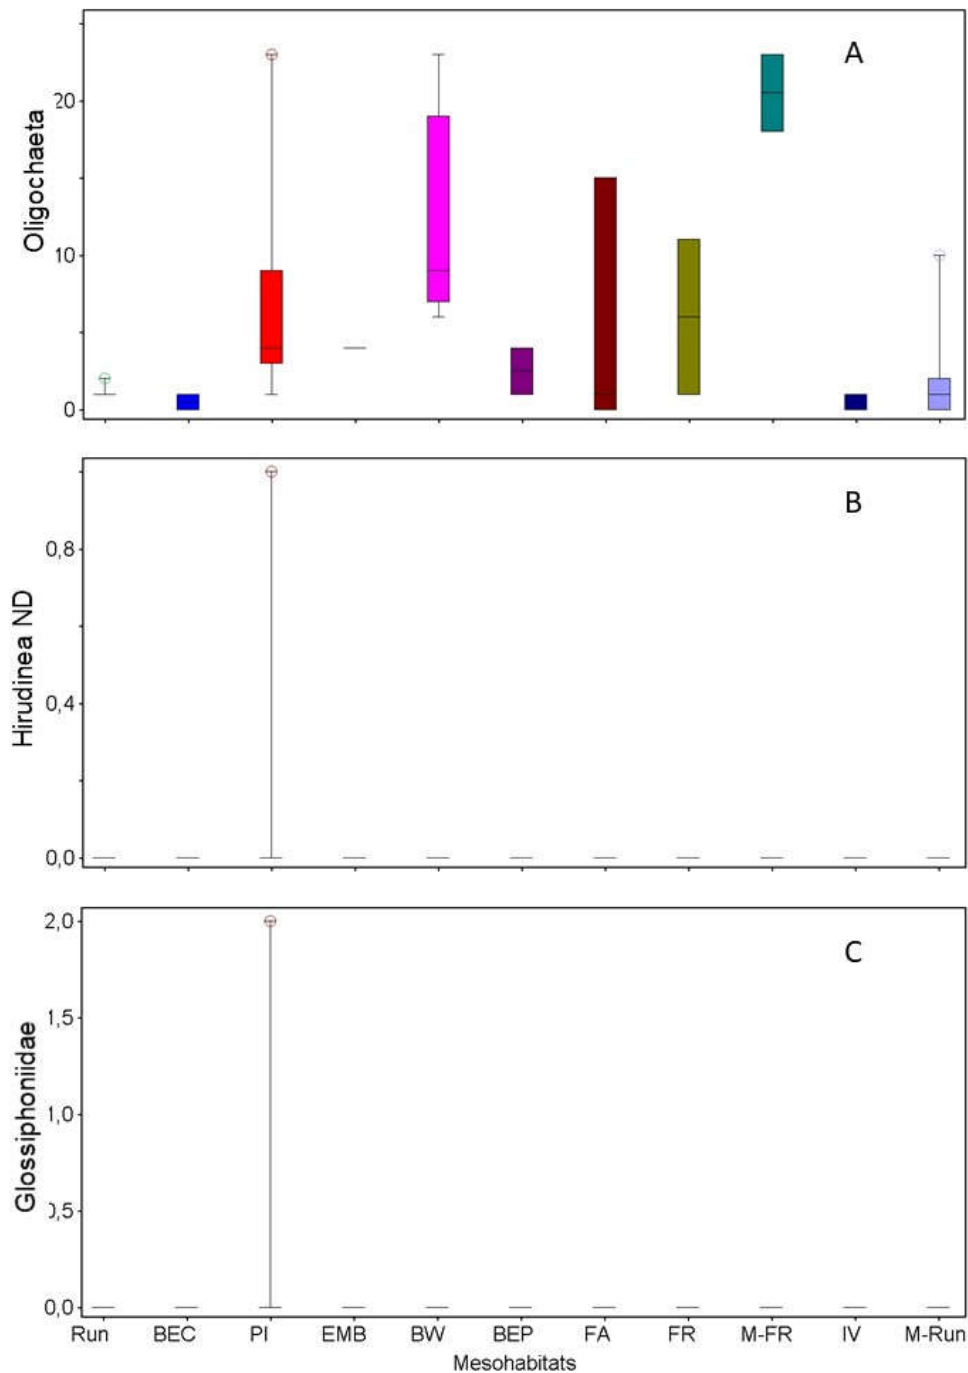 A
20
10
0
Oligochaeta
B
0,8
0,4
0,0
Hirudinea ND
C
2,0
1,5
1,0
0,5
0,0
Glossiphoniidae
Run BEC PI EMB BW BEP FA FR M-FR IV M-Run
Mesohabitats